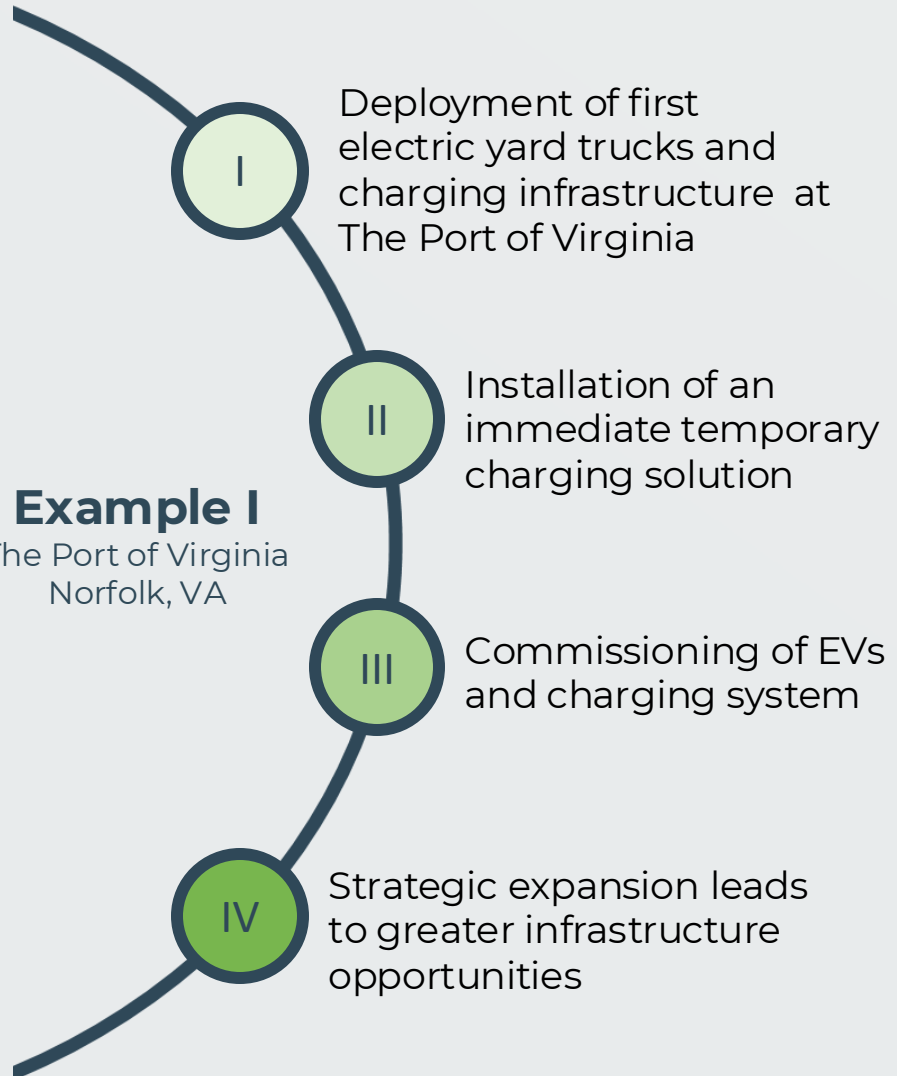 I
Deployment of first
electric yard trucks and
charging infrastructure  at
The Port of Virginia
II
Installation of an
immediate temporary
charging solution
Example I
The Port of Virginia
Norfolk, VA
III
Commissioning of EVs
and charging system
IV
Strategic expansion leads
to greater infrastructure
opportunities